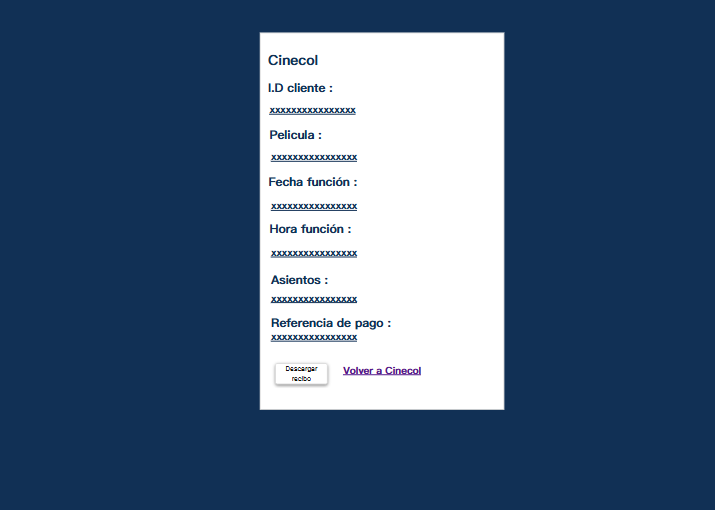 Cinecol
I.D cliente :
xxxxxxxxxxxxxxxx
Pelicula :
xxxxxxxxxxxxxxxx
Fecha función :
xxxxxxxxxxxxxxxx
Hora función :
xxxxxxxxxxxxxxxx
Asientos :
xxxxxxxxxxxxxxxx
Referencia de pago :
xxxxxxxxxxxxxxxx
Descargar
recibo
Volver a Cinecol